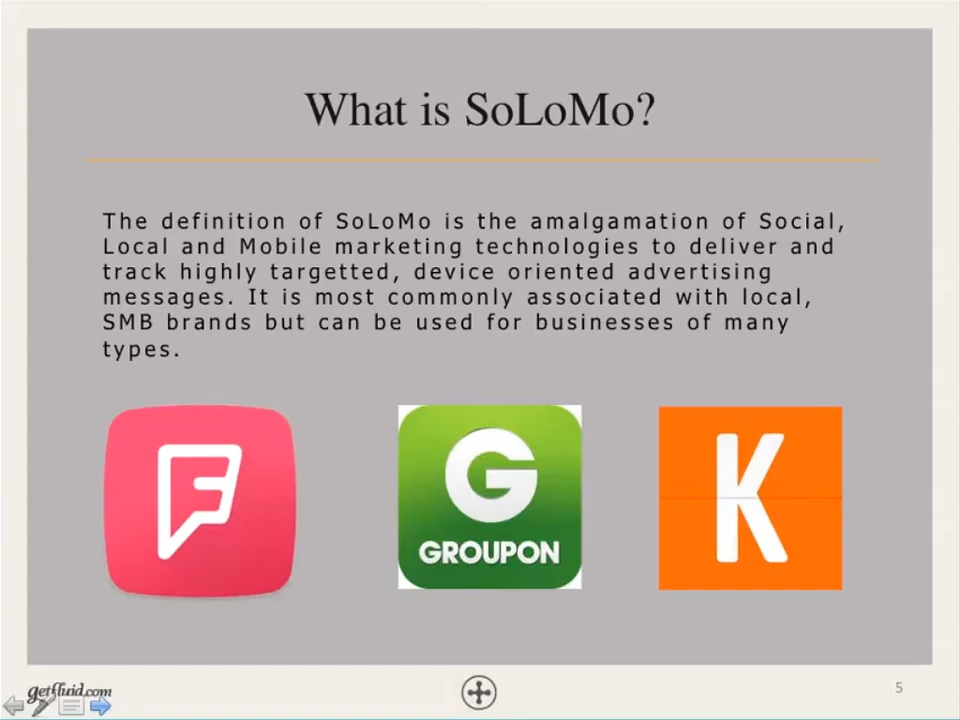 What is SoLoMo?
The definition of SoLoMo is the amalgamation of Social,
Local and Mobile marketing technologies to deliver and
track highly targetted, device oriented advertising
messages. It is most commonly associated with local,
SMB brands but can be used for businesses of many
types.
F
G
GROUPON
K
getfluid.com
5